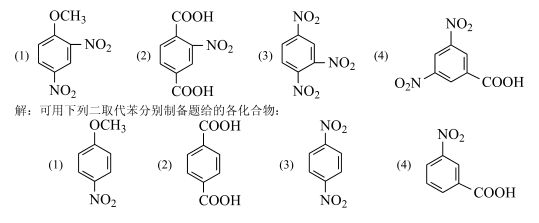 OCH₃ COOH NO₂ NO₂
(1) NO₂ (2) NO₂ (3) NO₂ (4) O₂N COOH
NO₂ COOH NO₂
解：可用下列二取代苯分别制备题给的各化合物：
OCH₃ COOH NO₂ NO₂
(1) (2) (3) (4) COOH
NO₂ COOH NO₂